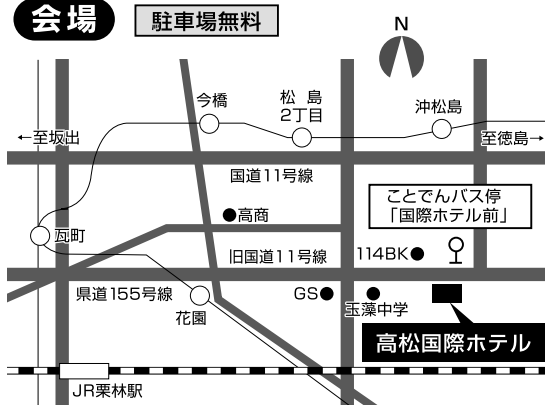 会場
駐車場無料
N
今橋
松島
2丁目
沖松島
←至坂出
至徳島→
国道11号線
ことでんバス停
「国際ホテル前」
高商
瓦町
旧国道11号線
114BK
県道155号線
GS
玉藻中学
花園
高松国際ホテル
JR栗林駅